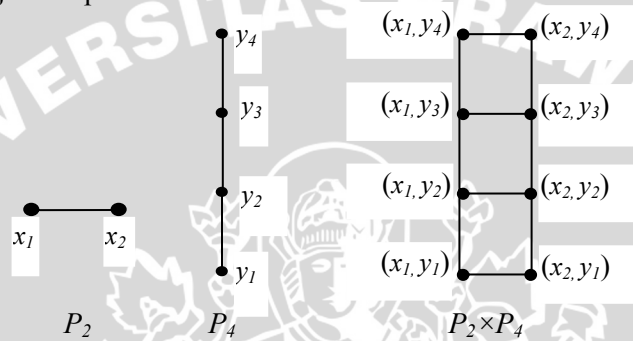 y4
(x1,y4)
(x2,y4)
y3
(x1,y3)
(x2,y3)
y2
(x1,y2)
(x2,y2)
x1
x2
y1
(x1,y1)
(x2,y1)
P2
P4
P2×P4